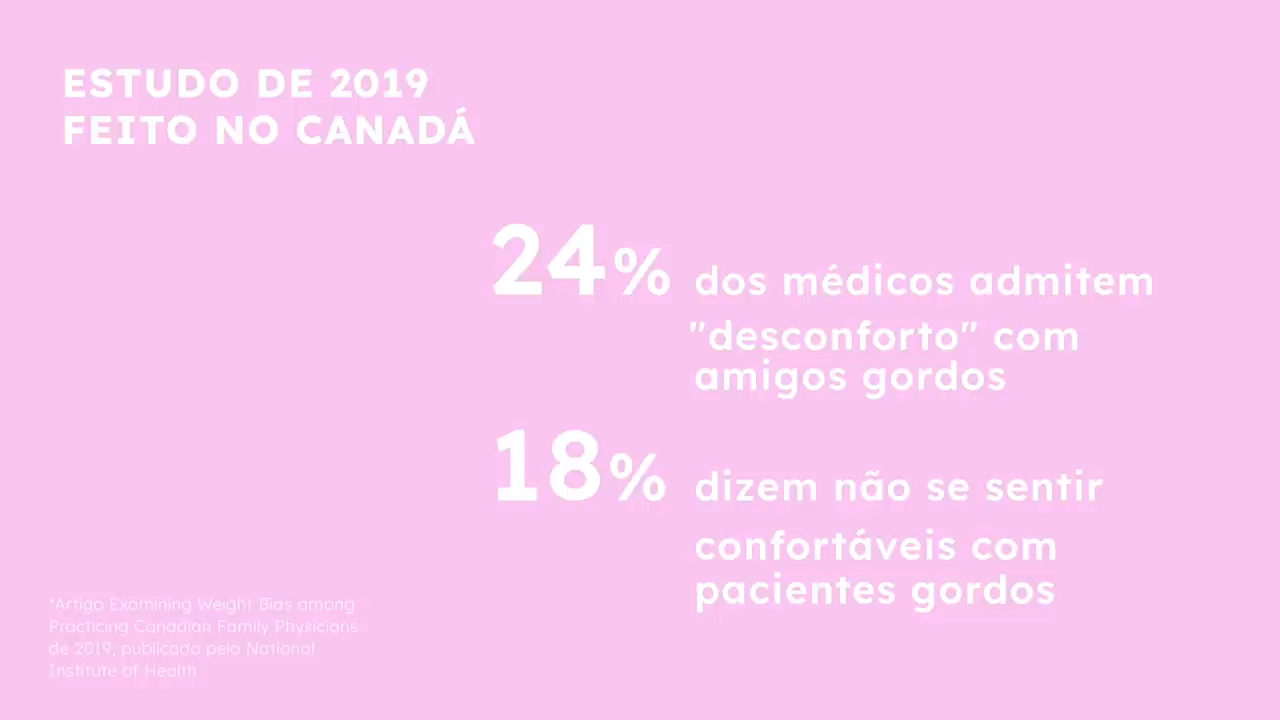 ESTUDO DE 2019
FEITO NO CANADÁ
24% dos médicos admitem
"desconforto" com
amigos gordos
18% dizem não se sentir
confortáveis com
pacientes gordos
*Artigo Examining Weight Bias among
Practicing Canadian Family Physicians
de 2019, publicado pelo National
Institute of Health